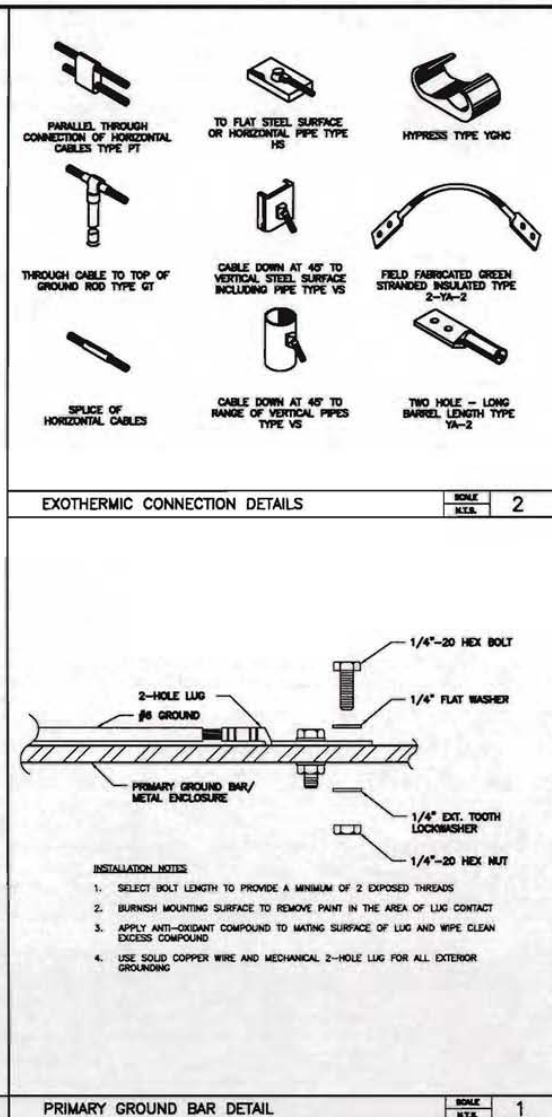 PARALLEL THROUGH
CONNECTION OF HORIZONTAL
CABLES TYPE PT
TO FLAT STEEL SURFACE
OR HORIZONTAL PIPE TYPE
HS
HYPRESS TYPE YGHC
THROUGH CABLE TO TOP OF
GROUND ROD TYPE GT
CABLE DOWN AT 45° TO
VERTICAL STEEL SURFACE
INCLUDING PIPE TYPE VS
FIELD FABRICATED GREEN
STRANDED INSULATED TYPE
2-YA-2
SPLICE OF
HORIZONTAL CABLES
CABLE DOWN AT 45° TO
RANGE OF VERTICAL PIPES
TYPE VS
TWO HOLE - LONG
BARREL LENGTH TYPE
YA-2
EXOTHERMIC CONNECTION DETAILS
SCALE
N.T.S.
2
1/4"-20 HEX BOLT
2-HOLE LUG
1/4" FLAT WASHER
#6 GROUND
PRIMARY GROUND BAR/
METAL ENCLOSURE
1/4" EXT. TOOTH
LOCKWASHER
1/4"-20 HEX NUT
INSTALLATION NOTES
1. SELECT BOLT LENGTH TO PROVIDE A MINIMUM OF 2 EXPOSED THREADS
2. BURNISH MOUNTING SURFACE TO REMOVE PAINT IN THE AREA OF LUG CONTACT
3. APPLY ANTI-OXIDANT COMPOUND TO MATING SURFACE OF LUG AND WIPE CLEAN
EXCESS COMPOUND
4. USE SOLID COPPER WIRE AND MECHANICAL 2-HOLE LUG FOR ALL EXTERIOR
GROUNDING
PRIMARY GROUND BAR DETAIL
SCALE
N.T.S.
1